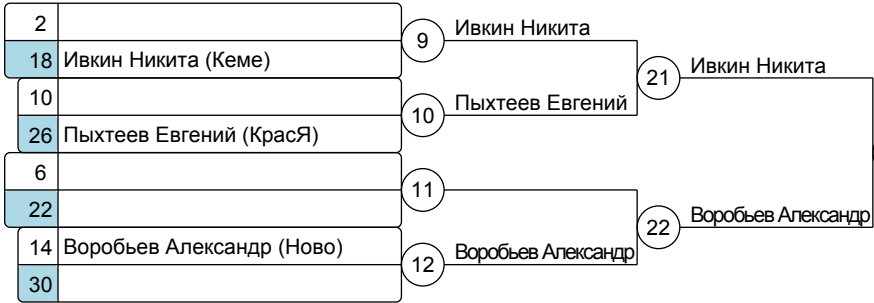 2
9 Ивкин Никита
18 Ивкин Никита (Кеме)
21 Ивкин Никита
10
10 Пыхтеев Евгений
26 Пыхтеев Евгений (КрасЯ)
6
11
22
22 Воробьев Александр
14 Воробьев Александр (Ново)
12 Воробьев Александр
30